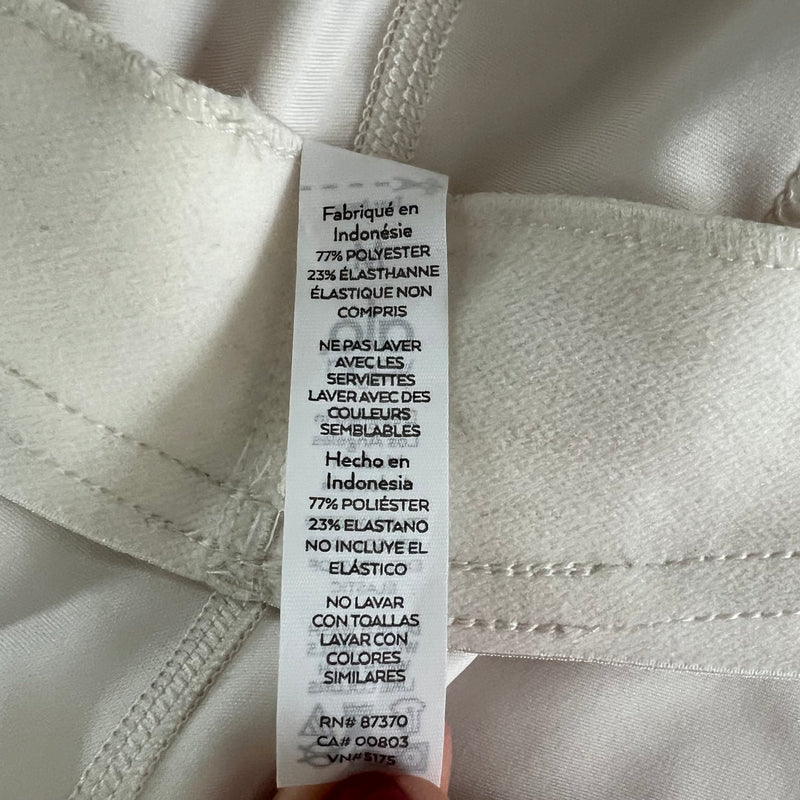 Fabriqué en
Indonésie
77% POLYESTER
23% ÉLASTHANNE
ÉLASTIQUE NON
COMPRIS
NE PAS LAVER
AVEC LES
SERVIETTES
LAVER AVEC DES
COULEURS
SEMBLABLES
Hecho en
Indonesia
77% POLIÉSTER
23% ELASTANO
NO INCLUYE EL
ELÁSTICO
NO LAVAR
CON TOALLAS
LAVAR CON
COLORES
SIMILARES
RN# 87370
CA# 00803
VN#5175